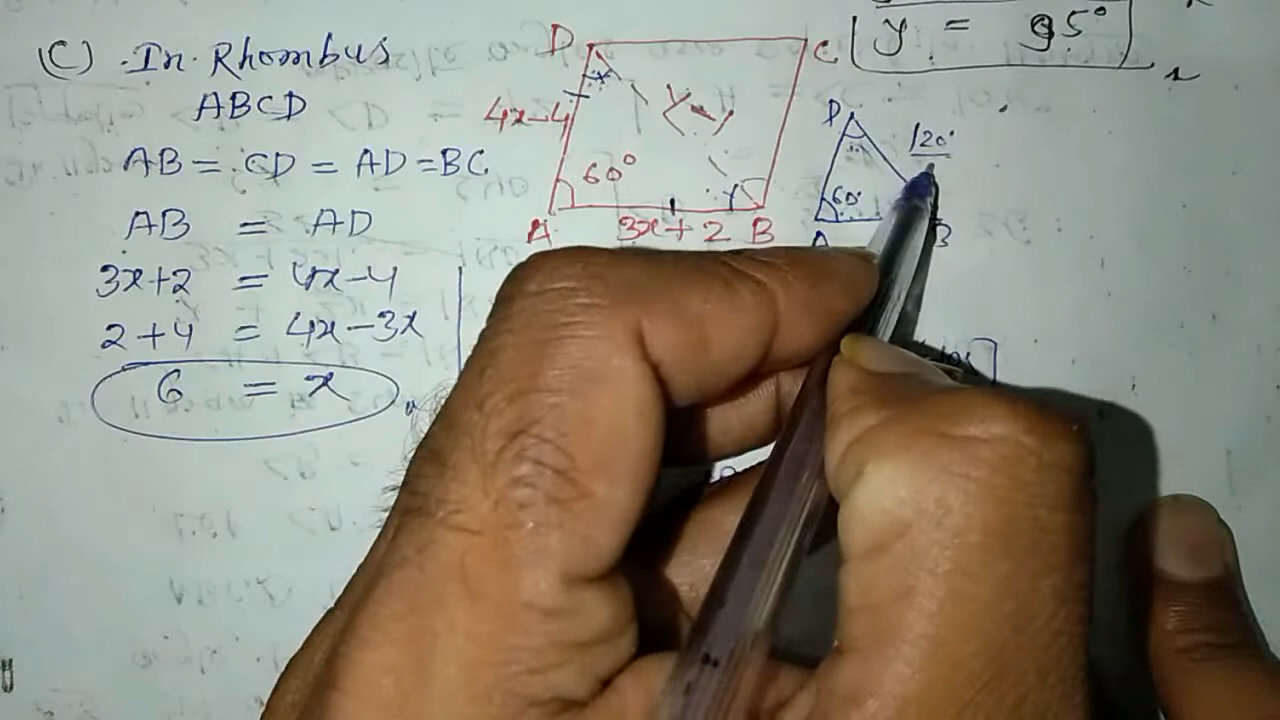 y = 95°
(C) In Rhombus
ABCD
AB = CD = AD = BC
AB = AD
3x+2 = 4x-4
2+4 = 4x-3x
6 = x
D
C
4x-4
60°
A
3x+2
B
D
120°
60°
A
B